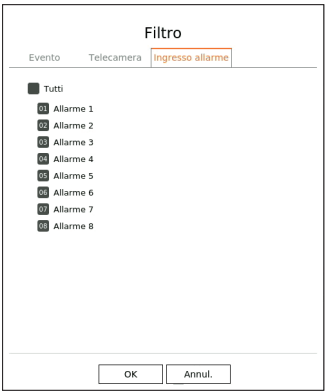 Filtro
Evento Telecamera Ingresso allarme
Tutti
01 Allarme 1
02 Allarme 2
03 Allarme 3
04 Allarme 4
05 Allarme 5
06 Allarme 6
07 Allarme 7
08 Allarme 8
OK Annul.